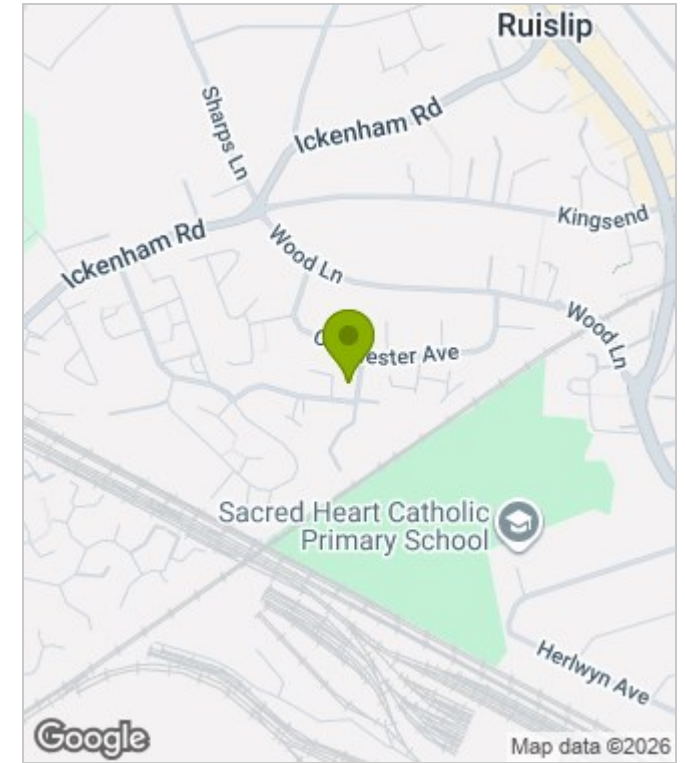 Ruislip
Sharps Ln
Ickenham Rd
Kingsend
Ickenham Rd
Wood Ln
Wood Ln
ester Ave
Sacred Heart Catholic
Primary School
Herlwyn Ave
Google
Map data ©2026